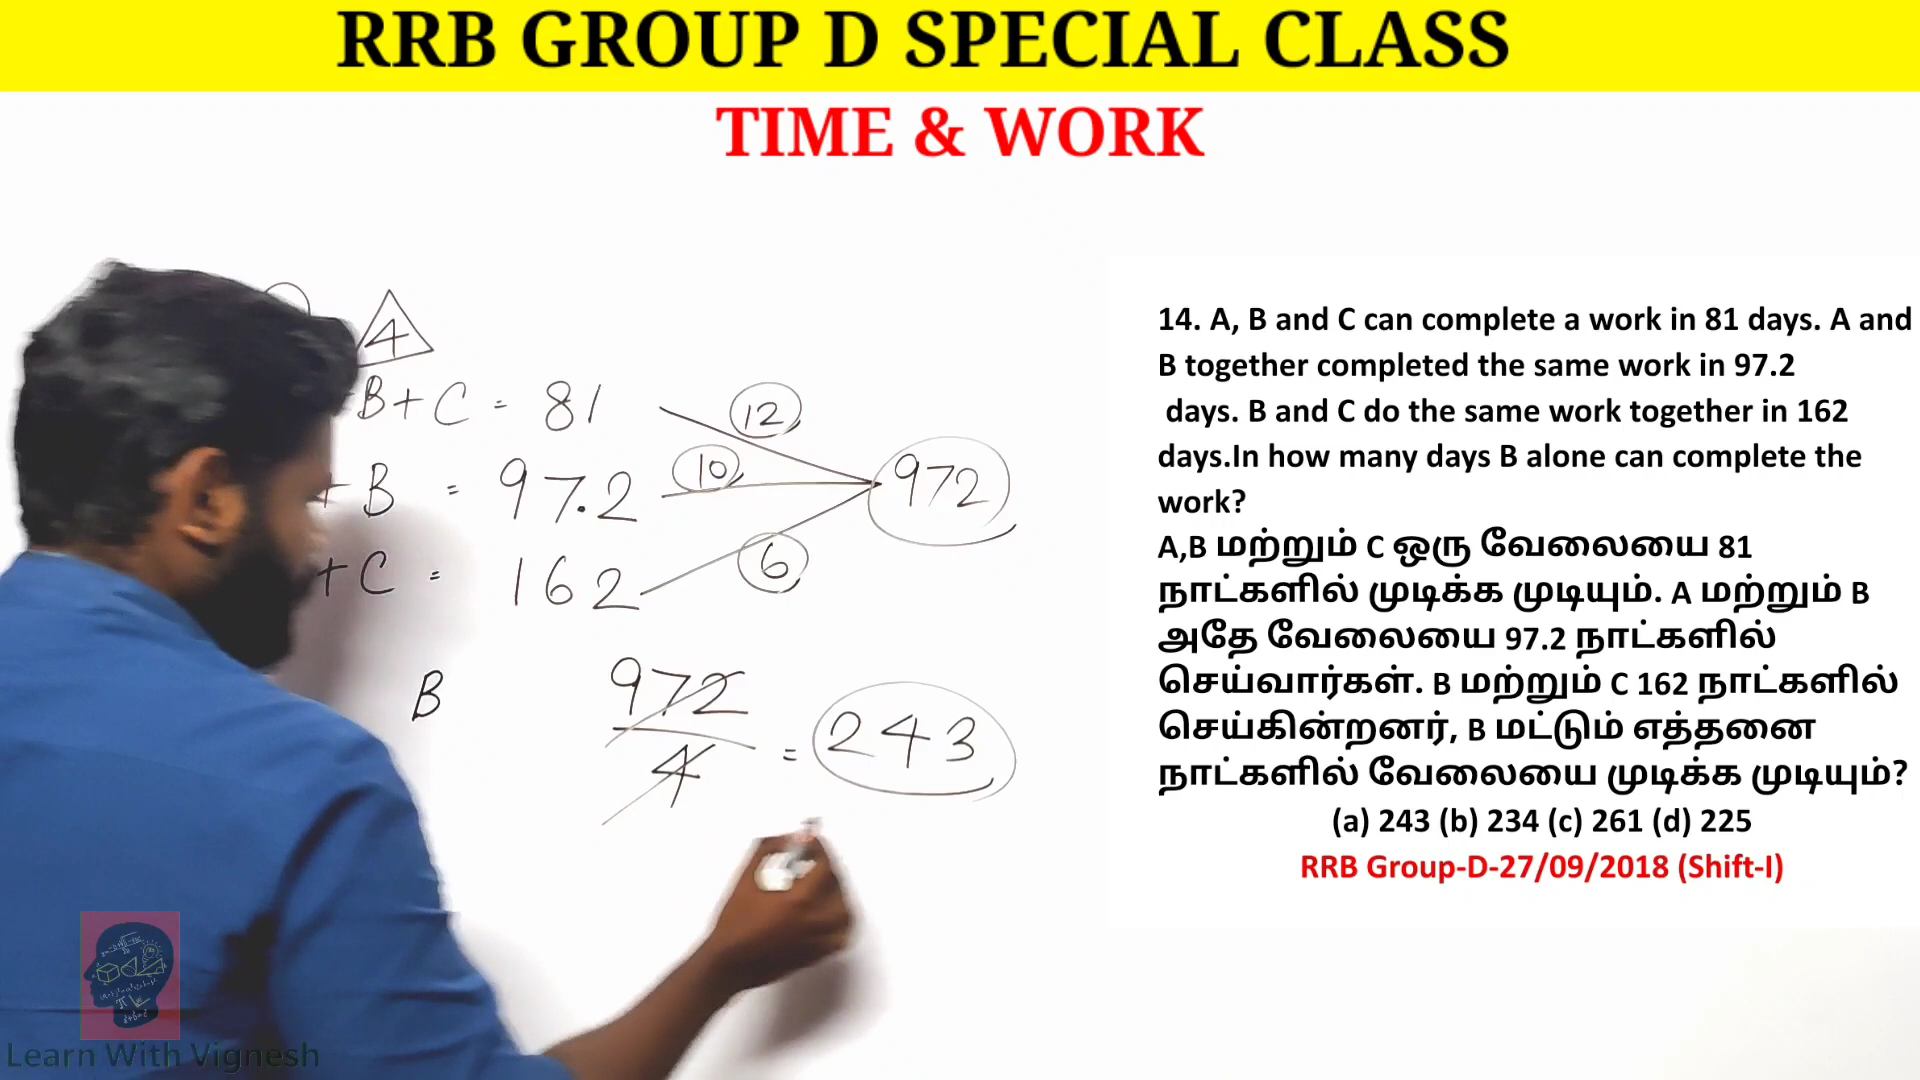 RRB GROUP D SPECIAL CLASS
TIME & WORK
4
B + C = 81
12
+ B = 97.2
10
972
+ C = 162
6
B
972
4
= 243
14. A, B and C can complete a work in 81 days. A and
B together completed the same work in 97.2
days. B and C do the same work together in 162
days.In how many days B alone can complete the
work?
A,B மற்றும் C ஒரு வேலையை 81
நாட்களில் முடிக்க முடியும். A மற்றும் B
அதே வேலையை 97.2 நாட்களில்
செய்வார்கள். B மற்றும் C 162 நாட்களில்
செய்கின்றனர், B மட்டும் எத்தனை
நாட்களில் வேலையை முடிக்க முடியும்?
(a) 243 (b) 234 (c) 261 (d) 225
RRB Group-D-27/09/2018 (Shift-I)
Learn With Vignesh